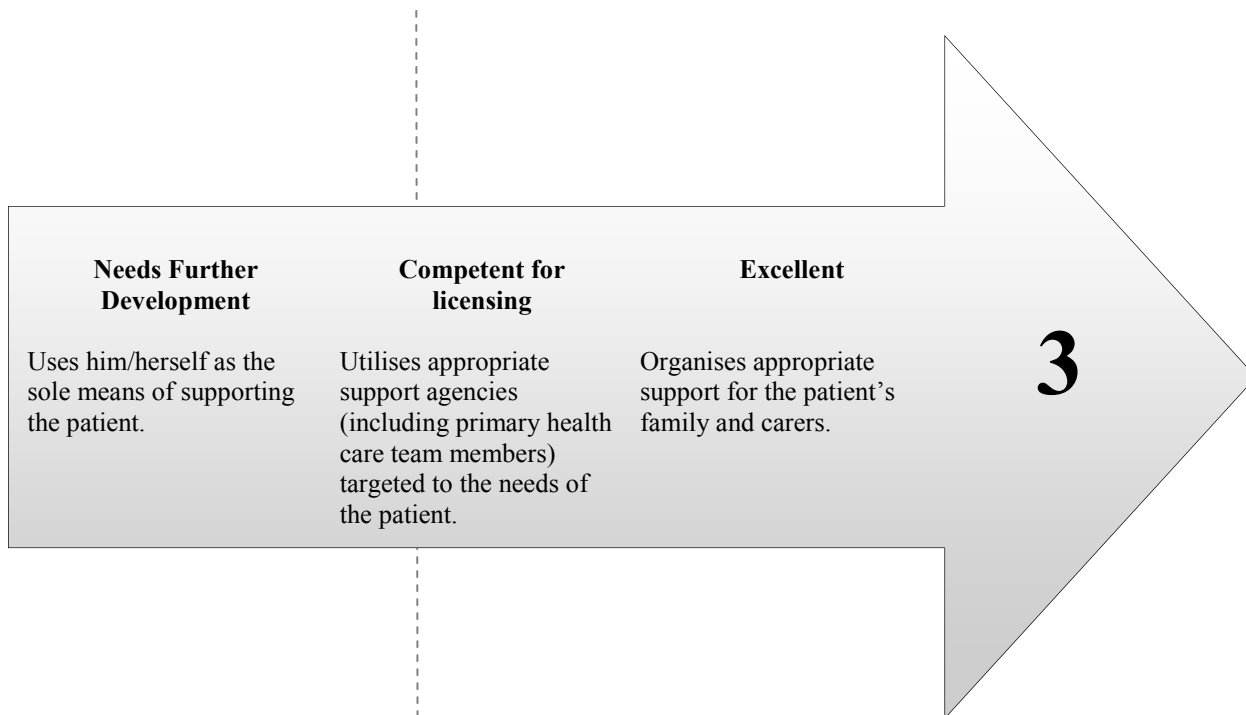 Needs Further
Development
Uses him/herself as the
sole means of supporting
the patient.
Competent for
licensing
Utilises appropriate
support agencies
(including primary health
care team members)
targeted to the needs of
the patient.
Excellent
Organises appropriate
support for the patient’s
family and carers.
3